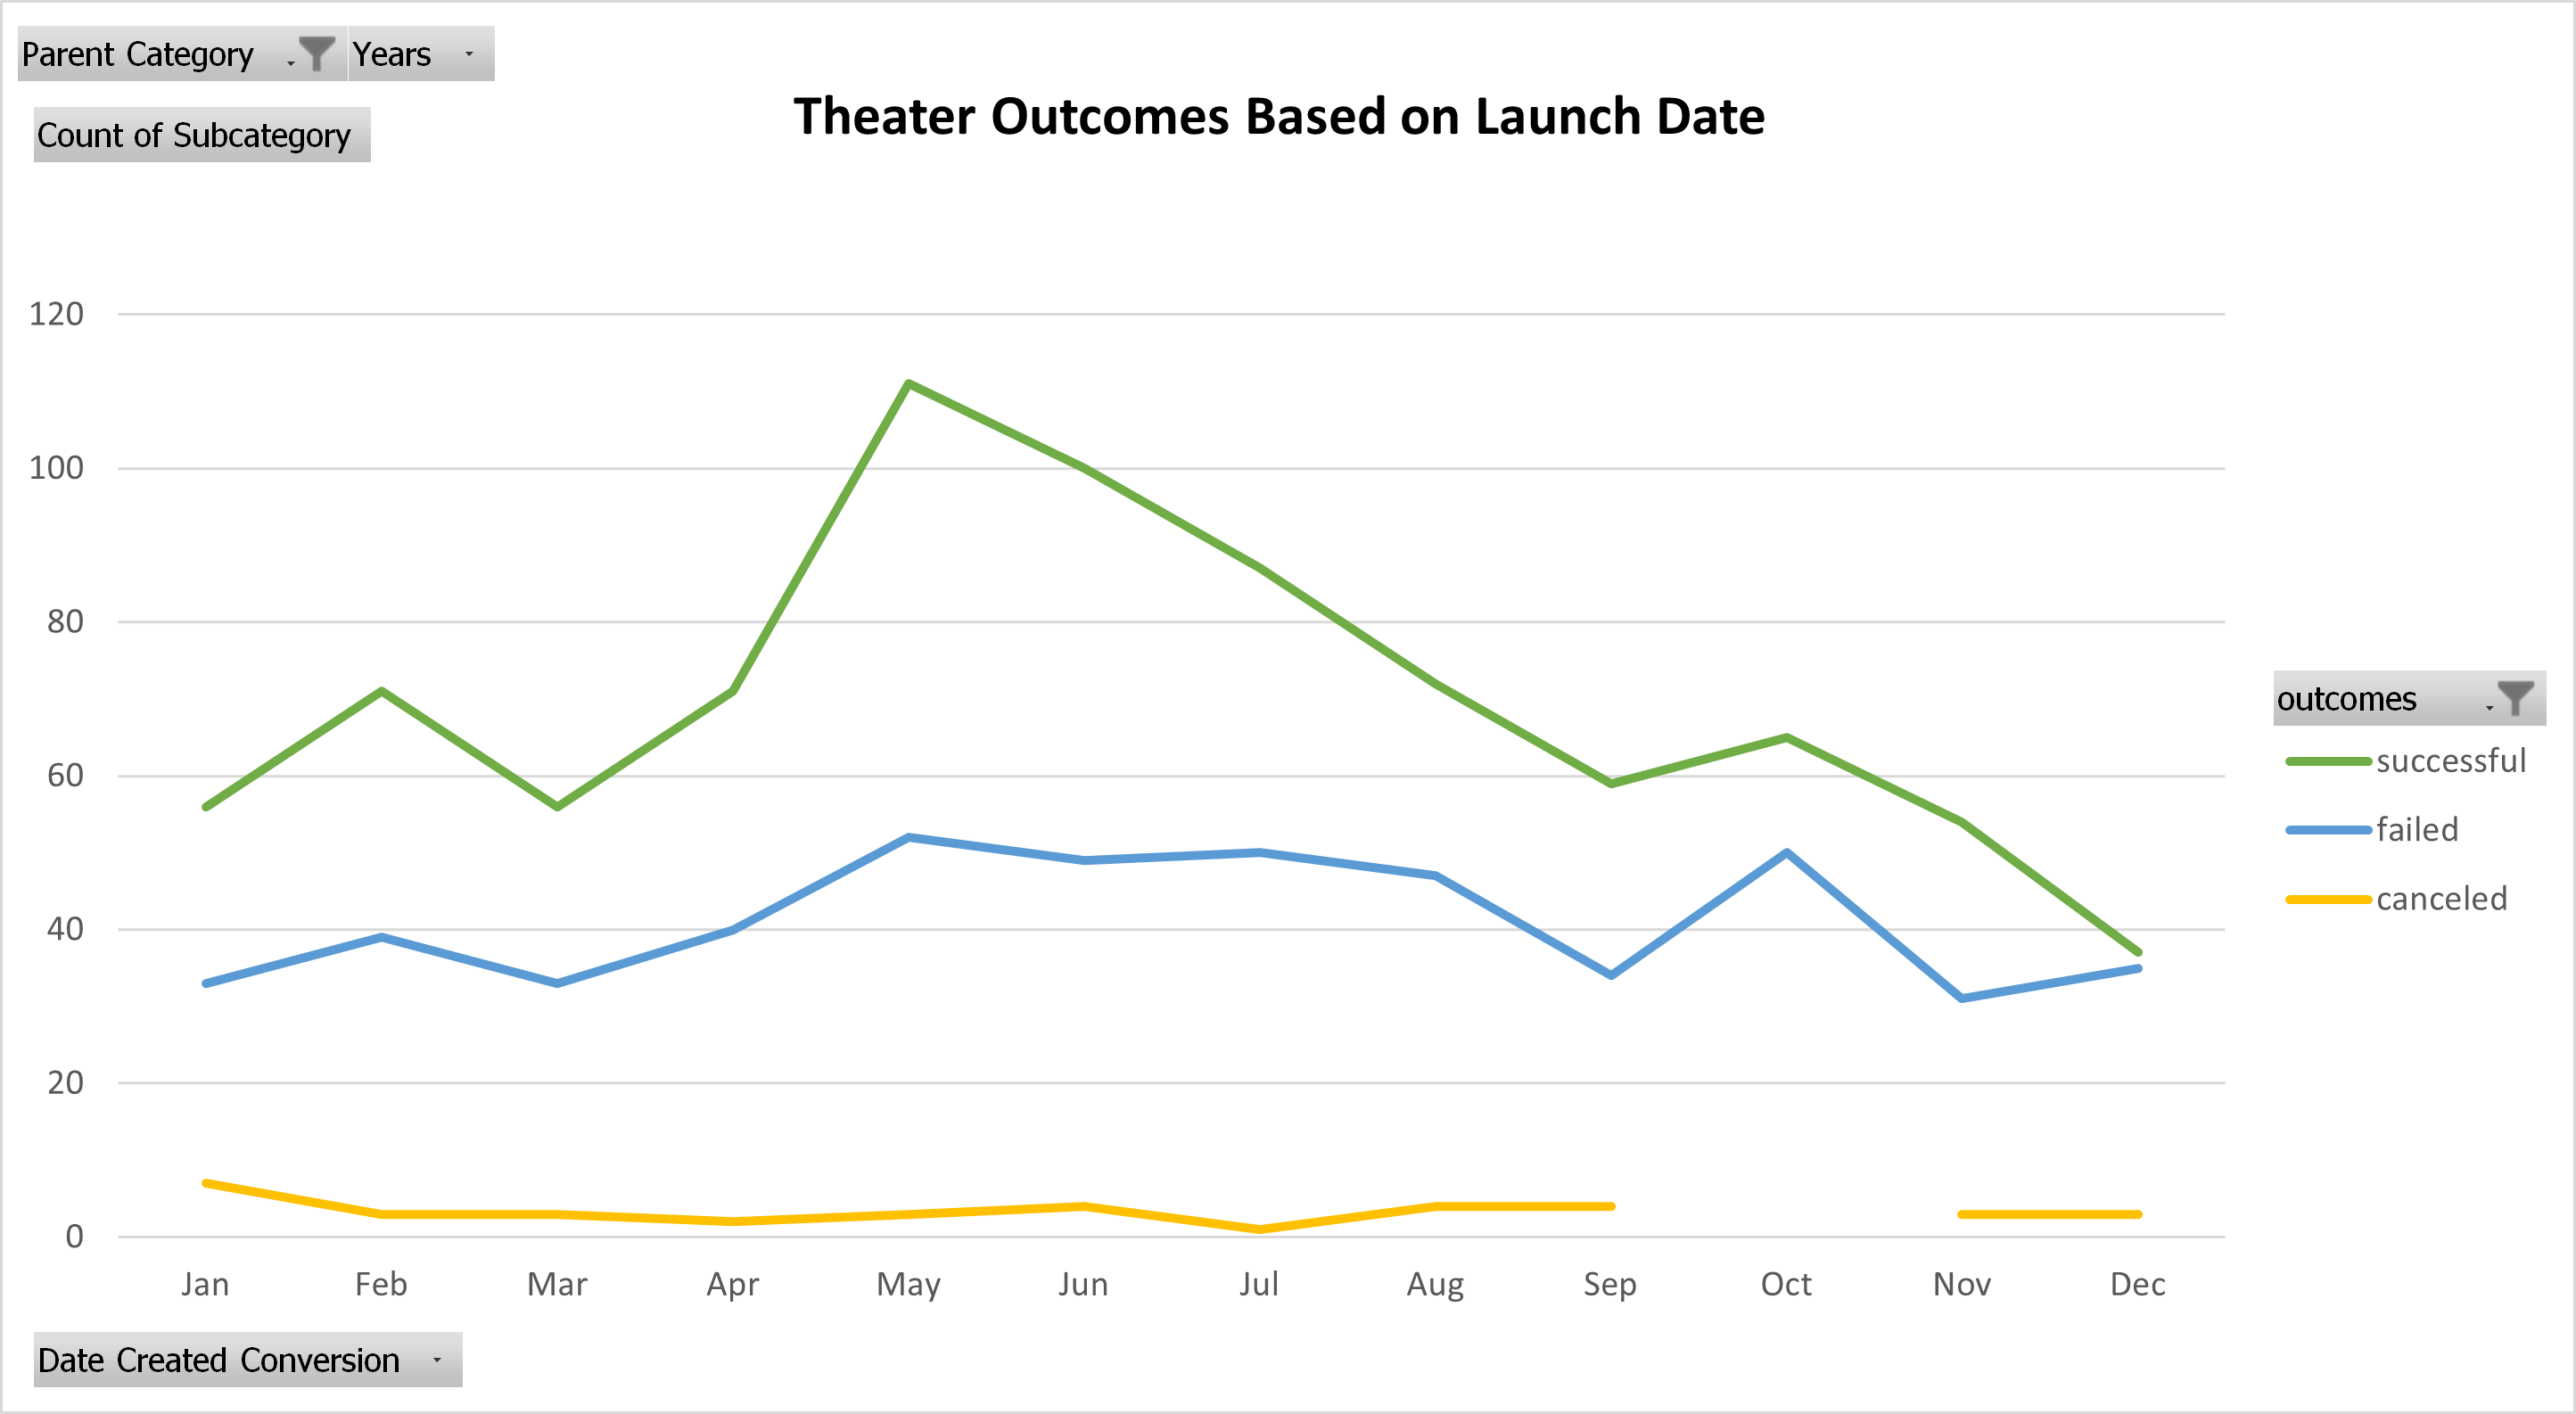 Parent Category Years
Count of Subcategory
Theater Outcomes Based on Launch Date
120
100
80
60
40
20
0
Jan Feb Mar Apr May Jun Jul Aug Sep Oct Nov Dec
outcomes
successful
failed
canceled
Date Created Conversion